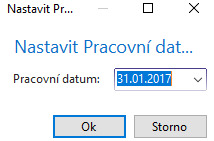 Nastavit Pr...
Nastavit Pracovní dat...
Pracovní datum: 31.01.2017
Ok Storno